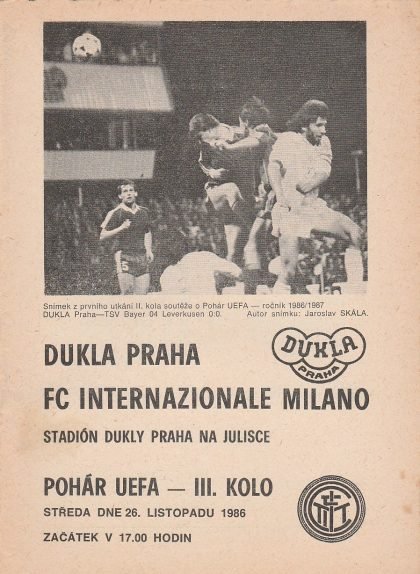 Snímek z prvního utkání II. kola soutěže o Pohár UEFA — ročník 1986/1987
DUKLA Praha—TSV Bayer 04 Leverkusen 0:0. Autor snímku: Jaroslav SKÁLA.
DUKLA PRAHA
DUKLA
PRAHA
FC INTERNAZIONALE MILANO
STADIÓN DUKLY PRAHA NA JULISCE
POHÁR UEFA — III. KOLO
STŘEDA DNE 26. LISTOPADU 1986
ZAČÁTEK V 17.00 HODIN